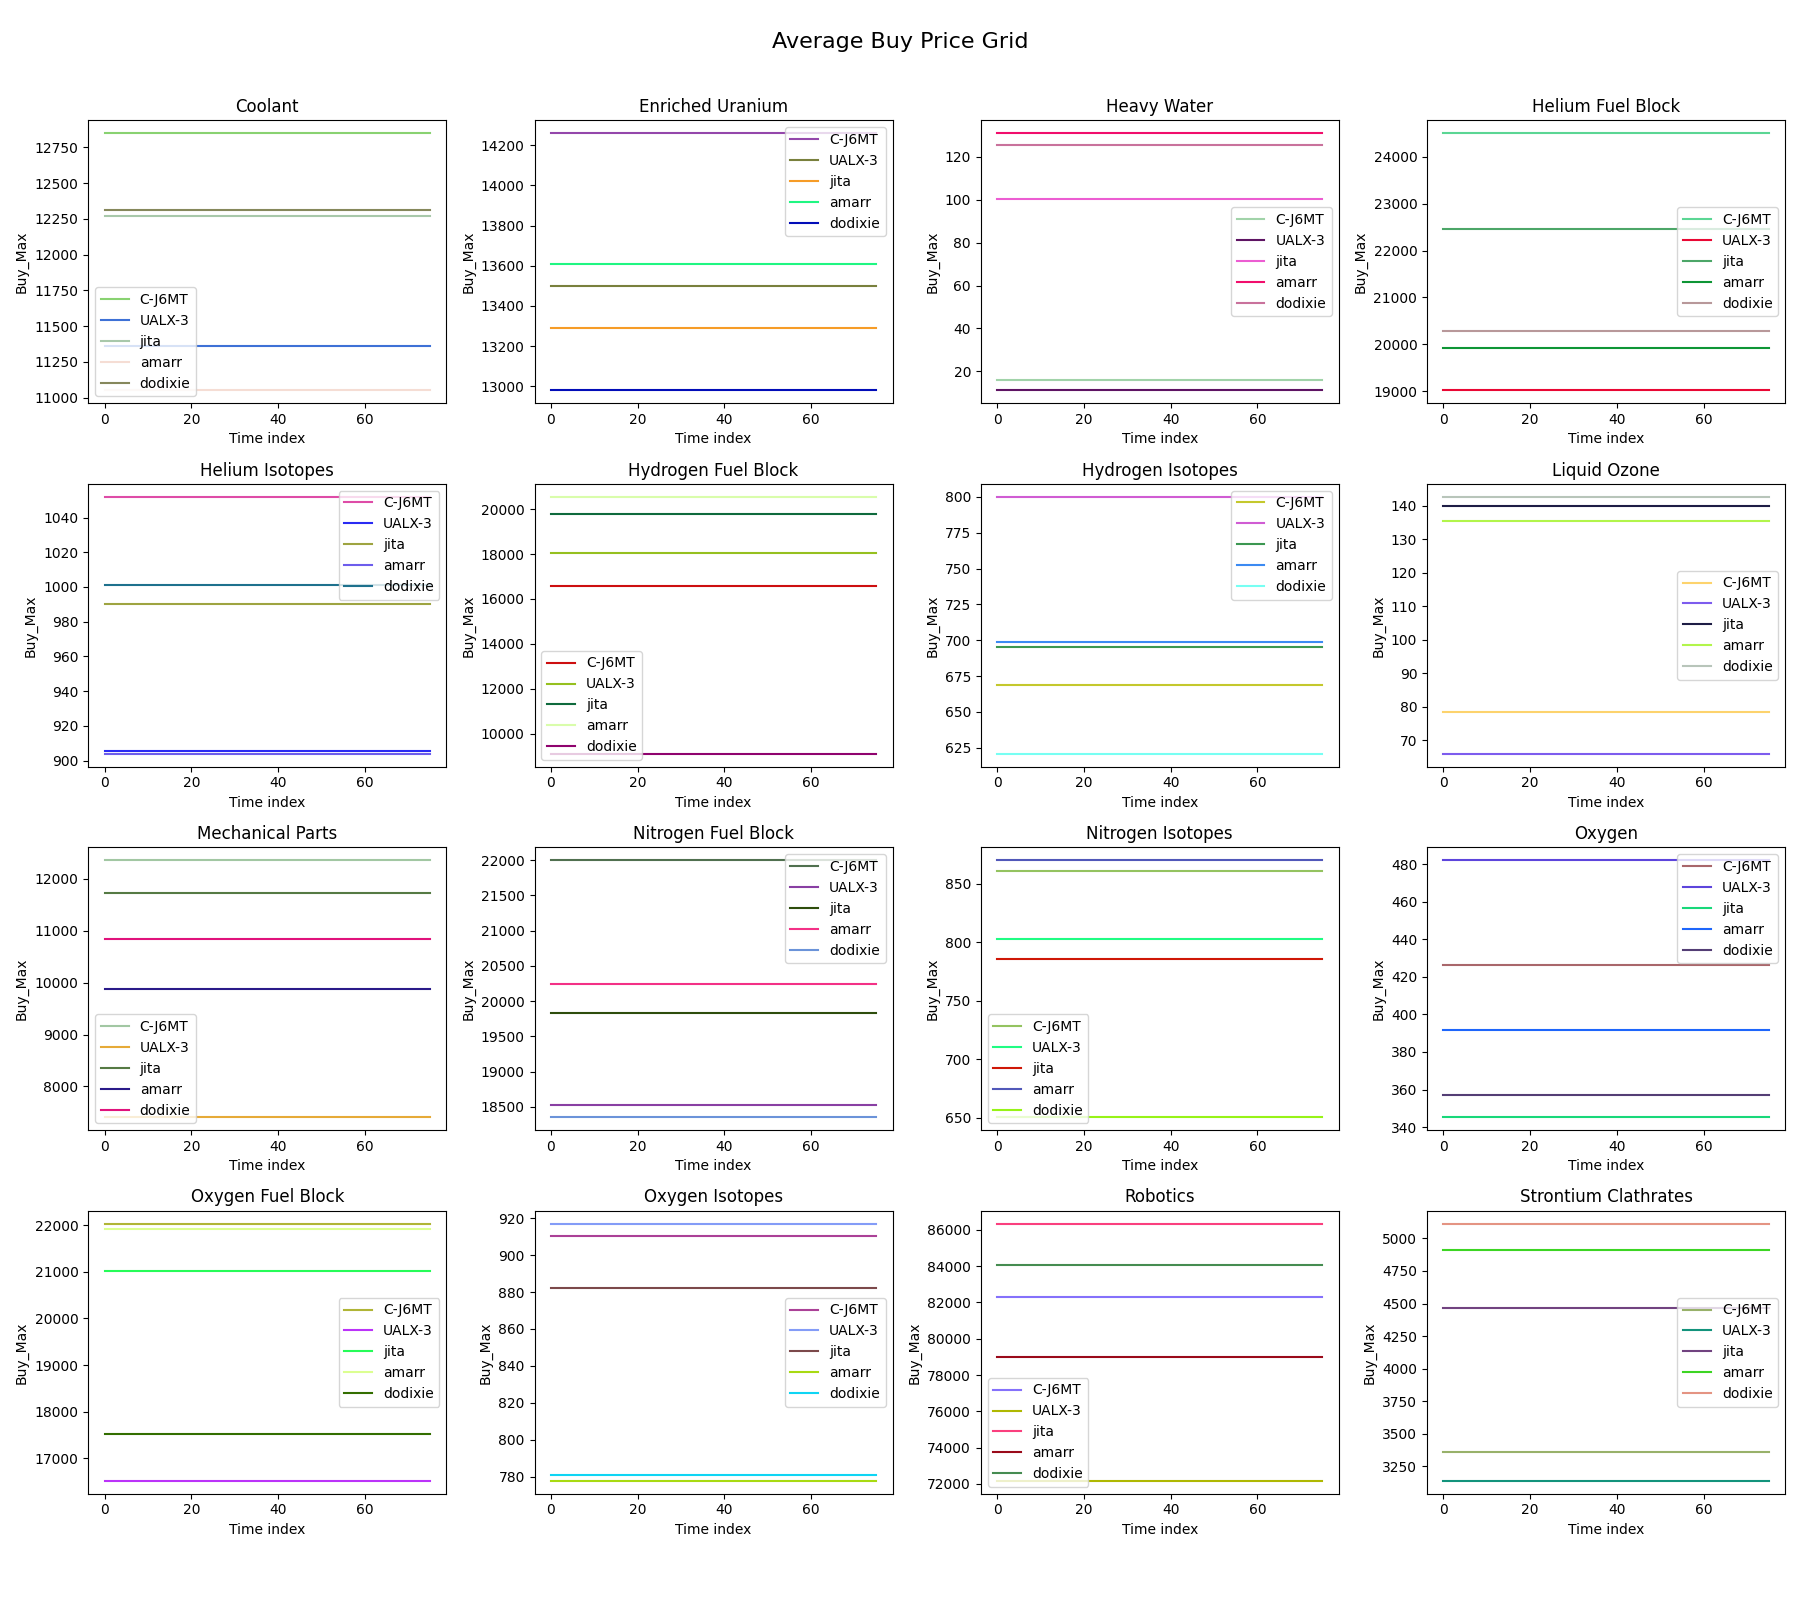 Average Buy Price Grid
Coolant
Buy_Max
12750
12500
12250
12000
11750
11500
11250
11000
C-J6MT
UALX-3
jita
amarr
dodixie
0 20 40 60
Time index
Enriched Uranium
Buy_Max
14200
14000
13800
13600
13400
13200
13000
C-J6MT
UALX-3
jita
amarr
dodixie
0 20 40 60
Time index
Heavy Water
Buy_Max
120
100
80
60
40
20
C-J6MT
UALX-3
jita
amarr
dodixie
0 20 40 60
Time index
Helium Fuel Block
Buy_Max
24000
23000
22000
21000
20000
19000
C-J6MT
UALX-3
jita
amarr
dodixie
0 20 40 60
Time index
Helium Isotopes
Buy_Max
1040
1020
1000
980
960
940
920
900
C-J6MT
UALX-3
jita
amarr
dodixie
0 20 40 60
Time index
Hydrogen Fuel Block
Buy_Max
20000
18000
16000
14000
12000
10000
C-J6MT
UALX-3
jita
amarr
dodixie
0 20 40 60
Time index
Hydrogen Isotopes
Buy_Max
800
775
750
725
700
675
650
625
C-J6MT
UALX-3
jita
amarr
dodixie
0 20 40 60
Time index
Liquid Ozone
Buy_Max
140
130
120
110
100
90
80
70
C-J6MT
UALX-3
jita
amarr
dodixie
0 20 40 60
Time index
Mechanical Parts
Buy_Max
12000
11000
10000
9000
8000
C-J6MT
UALX-3
jita
amarr
dodixie
0 20 40 60
Time index
Nitrogen Fuel Block
Buy_Max
22000
21500
21000
20500
20000
19500
19000
18500
C-J6MT
UALX-3
jita
amarr
dodixie
0 20 40 60
Time index
Nitrogen Isotopes
Buy_Max
850
800
750
700
650
C-J6MT
UALX-3
jita
amarr
dodixie
0 20 40 60
Time index
Oxygen
Buy_Max
480
460
440
420
400
380
360
340
C-J6MT
UALX-3
jita
amarr
dodixie
0 20 40 60
Time index
Oxygen Fuel Block
Buy_Max
22000
21000
20000
19000
18000
17000
C-J6MT
UALX-3
jita
amarr
dodixie
0 20 40 60
Time index
Oxygen Isotopes
Buy_Max
920
900
880
860
840
820
800
780
C-J6MT
UALX-3
jita
amarr
dodixie
0 20 40 60
Time index
Robotics
Buy_Max
86000
84000
82000
80000
78000
76000
74000
72000
C-J6MT
UALX-3
jita
amarr
dodixie
0 20 40 60
Time index
Strontium Clathrates
Buy_Max
5000
4750
4500
4250
4000
3750
3500
3250
C-J6MT
UALX-3
jita
amarr
dodixie
0 20 40 60
Time index